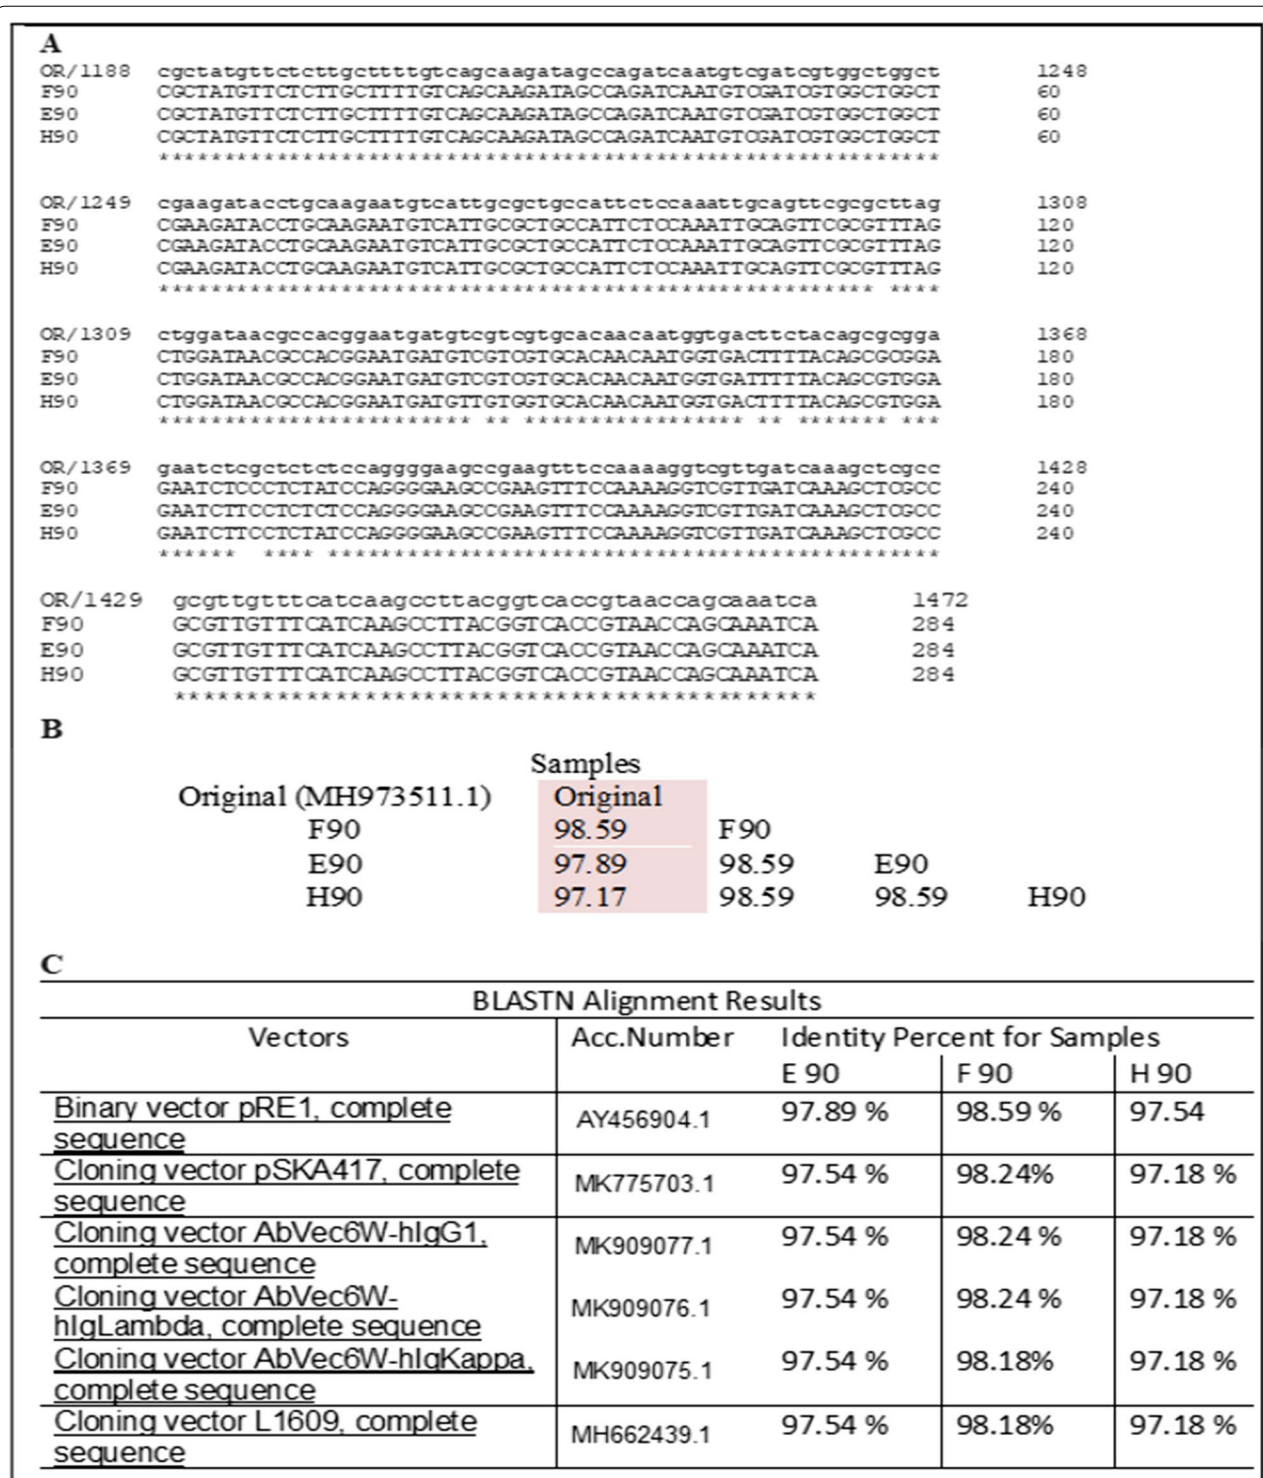 A
OR/1188 cgctatgttctcttgcttttgtcagcaagatagccagatcaatgtcgatcgtggctggct 1248
F90 CGCTATGTTCTCTTGCTTTTGTCAGCAAGATAGCCAGATCAATGTCGATCGTGGCTGGCT 60
E90 CGCTATGTTCTCTTGCTTTTGTCAGCAAGATAGCCAGATCAATGTCGATCGTGGCTGGCT 60
H90 CGCTATGTTCTCTTGCTTTTGTCAGCAAGATAGCCAGATCAATGTCGATCGTGGCTGGCT 60
************************************************************
OR/1249 cgaagatacctgcaagaatgtcattgcgctgccattctccaaattgcagttcgcgcttag 1308
F90 CGAAGATACCTGCAAGAATGTCATTGCGCTGCCATTCTCCAAATTGCAGTTCGCGTTTAG 120
E90 CGAAGATACCTGCAAGAATGTCATTGCGCTGCCATTCTCCAAATTGCAGTTCGCGTTTAG 120
H90 CGAAGATACCTGCAAGAATGTCATTGCGCTGCCATTCTCCAAATTGCAGTTCGCGTTTAG 120
******************************************************* ****
OR/1309 ctggataacgccacggaatgatgtcgtcgtgcacaacaatggtgacttctacagcgcgga 1368
F90 CTGGATAACGCCACGGAATGATGTCGTCGTGCACAACAATGGTGACTTTTACAGCGCGGA 180
E90 CTGGATAACGCCACGGAATGATGTCGTCGTGCACAACAATGGTGATTTTTACAGCGTGGA 180
H90 CTGGATAACGCCACGGAATGATGTTGTGGTGCACAACAATGGTGACTTTTACAGCGTGGA 180
************************ ** ***************** ** ******* ***
OR/1369 gaatctcgctctctccaggggaagccgaagtttccaaaaggtcgttgatcaaagctcgcc 1428
F90 GAATCTCCCTCTATCCAGGGGAAGCCGAAGTTTCCAAAAGGTCGTTGATCAAAGCTCGCC 240
E90 GAATCTTCCTCTCTCCAGGGGAAGCCGAAGTTTCCAAAAGGTCGTTGATCAAAGCTCGCC 240
H90 GAATCTTCCTCTATCCAGGGGAAGCCGAAGTTTCCAAAAGGTCGTTGATCAAAGCTCGCC 240
******  **** ***********************************************
OR/1429 gcgttgtttcatcaagccttacggtcaccgtaaccagcaaatca 1472
F90 GCGTTGTTTCATCAAGCCTTACGGTCACCGTAACCAGCAAATCA 284
E90 GCGTTGTTTCATCAAGCCTTACGGTCACCGTAACCAGCAAATCA 284
H90 GCGTTGTTTCATCAAGCCTTACGGTCACCGTAACCAGCAAATCA 284
********************************************
B
Samples
Original (MH973511.1) Original
F90 98.59 F90
E90 97.89 98.59 E90
H90 97.17 98.59 98.59 H90
C
BLASTN Alignment Results
Vectors Acc.Number Identity Percent for Samples
E 90 F 90 H 90
Binary vector pRE1, complete
sequence AY456904.1 97.89 % 98.59 % 97.54
Cloning vector pSKA417, complete
sequence MK775703.1 97.54 % 98.24% 97.18 %
Cloning vector AbVec6W-hIgG1,
complete sequence MK909077.1 97.54 % 98.24 % 97.18 %
Cloning vector AbVec6W-
hIgLambda, complete sequence MK909076.1 97.54 % 98.24 % 97.18 %
Cloning vector AbVec6W-hIgKappa,
complete sequence MK909075.1 97.54 % 98.18% 97.18 %
Cloning vector L1609, complete
sequence MH662439.1 97.54 % 98.18% 97.18 %